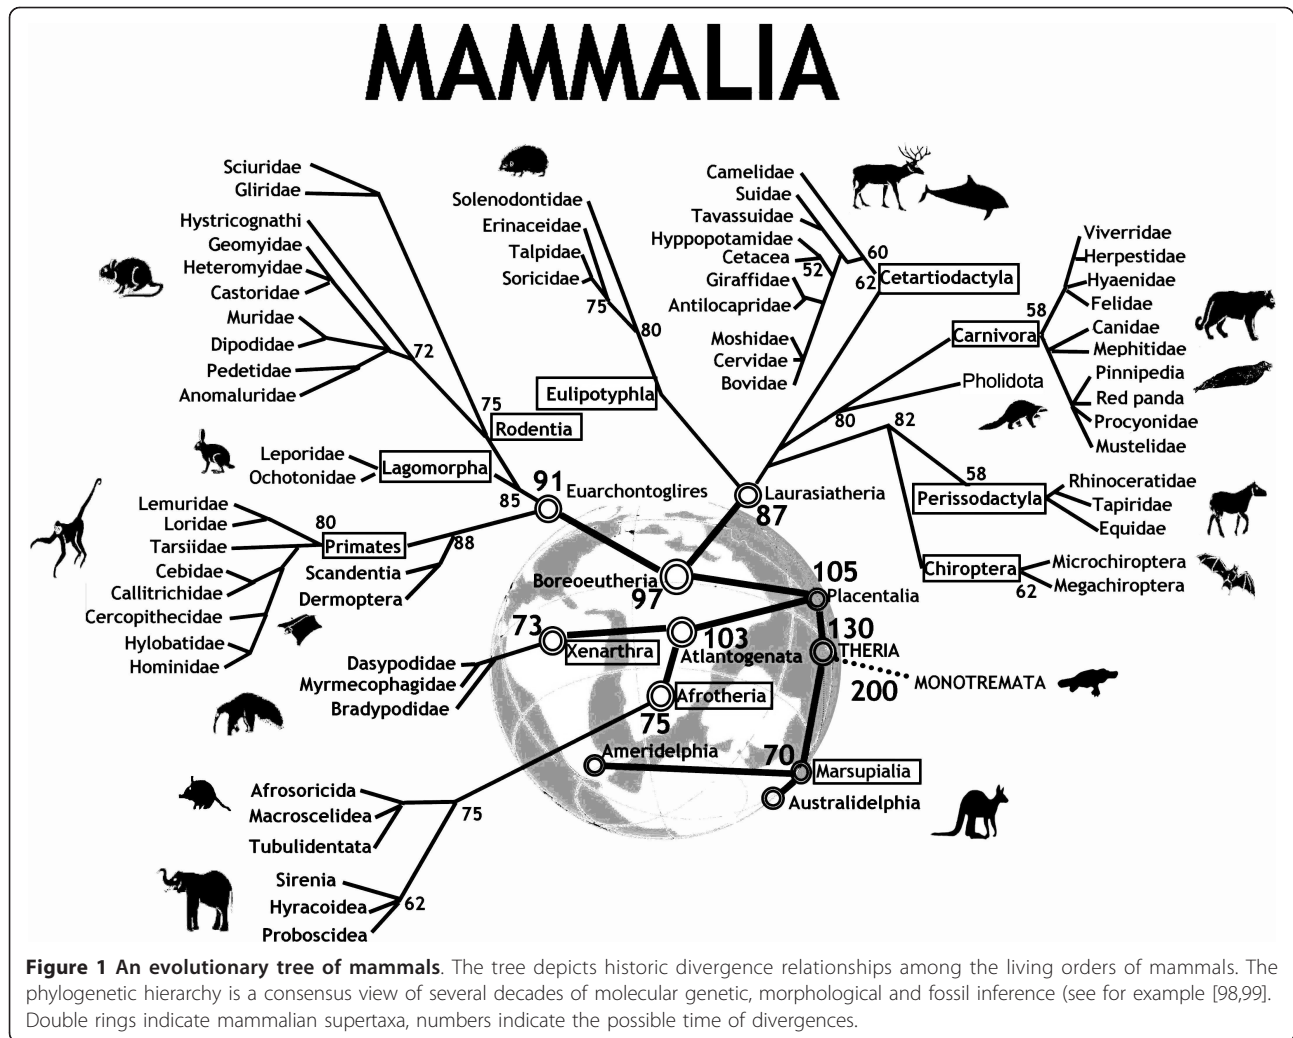 MAMMALIA
Sciuridae
Gliridae
Hystricognathi
Geomyidae
Heteromyidae
Castoridae
Muridae
Dipodidae
Pedetidae
Anomaluridae
72
75
Rodentia
Solenodontidae
Erinaceidae
Talpidae
Soricidae
75
80
Eulipotyphla
Camelidae
Suidae
Tavassuidae
Hyppopotamidae
Cetacea
Giraffidae
Antilocapridae
Moshidae
Cervidae
Bovidae
52
60
62
Cetartiodactyla
Viverridae
Herpestidae
Hyaenidae
Felidae
Canidae
Mephitidae
Pinnipedia
Red panda
Procyonidae
Mustelidae
58
Carnivora
Pholidota
80
82
58
Perissodactyla
Rhinoceratidae
Tapiridae
Equidae
Chiroptera
62
Microchiroptera
Megachiroptera
Leporidae
Ochotonidae
Lagomorpha
85
91
Euarchontoglires
Laurasiatheria
87
Lemuridae
Loridae
Tarsiidae
Cebidae
Callitrichidae
Cercopithecidae
Hylobatidae
Hominidae
80
Primates
88
Scandentia
Dermoptera
Boreoeutheria
97
105
Placentalia
130
THERIA
200
MONOTREMATA
73
Xenarthra
103
Atlantogenata
Dasypodidae
Myrmecophagidae
Bradypodidae
Afrotheria
75
Ameridelphia
70
Marsupialia
Australidelphia
Afrosoricida
Macroscelidea
Tubulidentata
75
Sirenia
Hyracoidea
Proboscidea
62
Figure 1 An evolutionary tree of mammals. The tree depicts historic divergence relationships among the living orders of mammals. The
phylogenetic hierarchy is a consensus view of several decades of molecular genetic, morphological and fossil inference (see for example [98,99].
Double rings indicate mammalian supertaxa, numbers indicate the possible time of divergences.